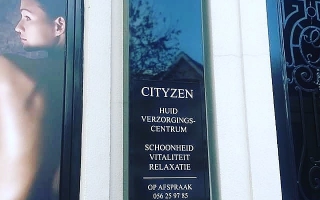 CITYZEN
HUID
VERZORGINGS-
CENTRUM
SCHOONHEID
VITALITEIT
RELAXATIE
OP AFSPRAAK
056 25 97 85